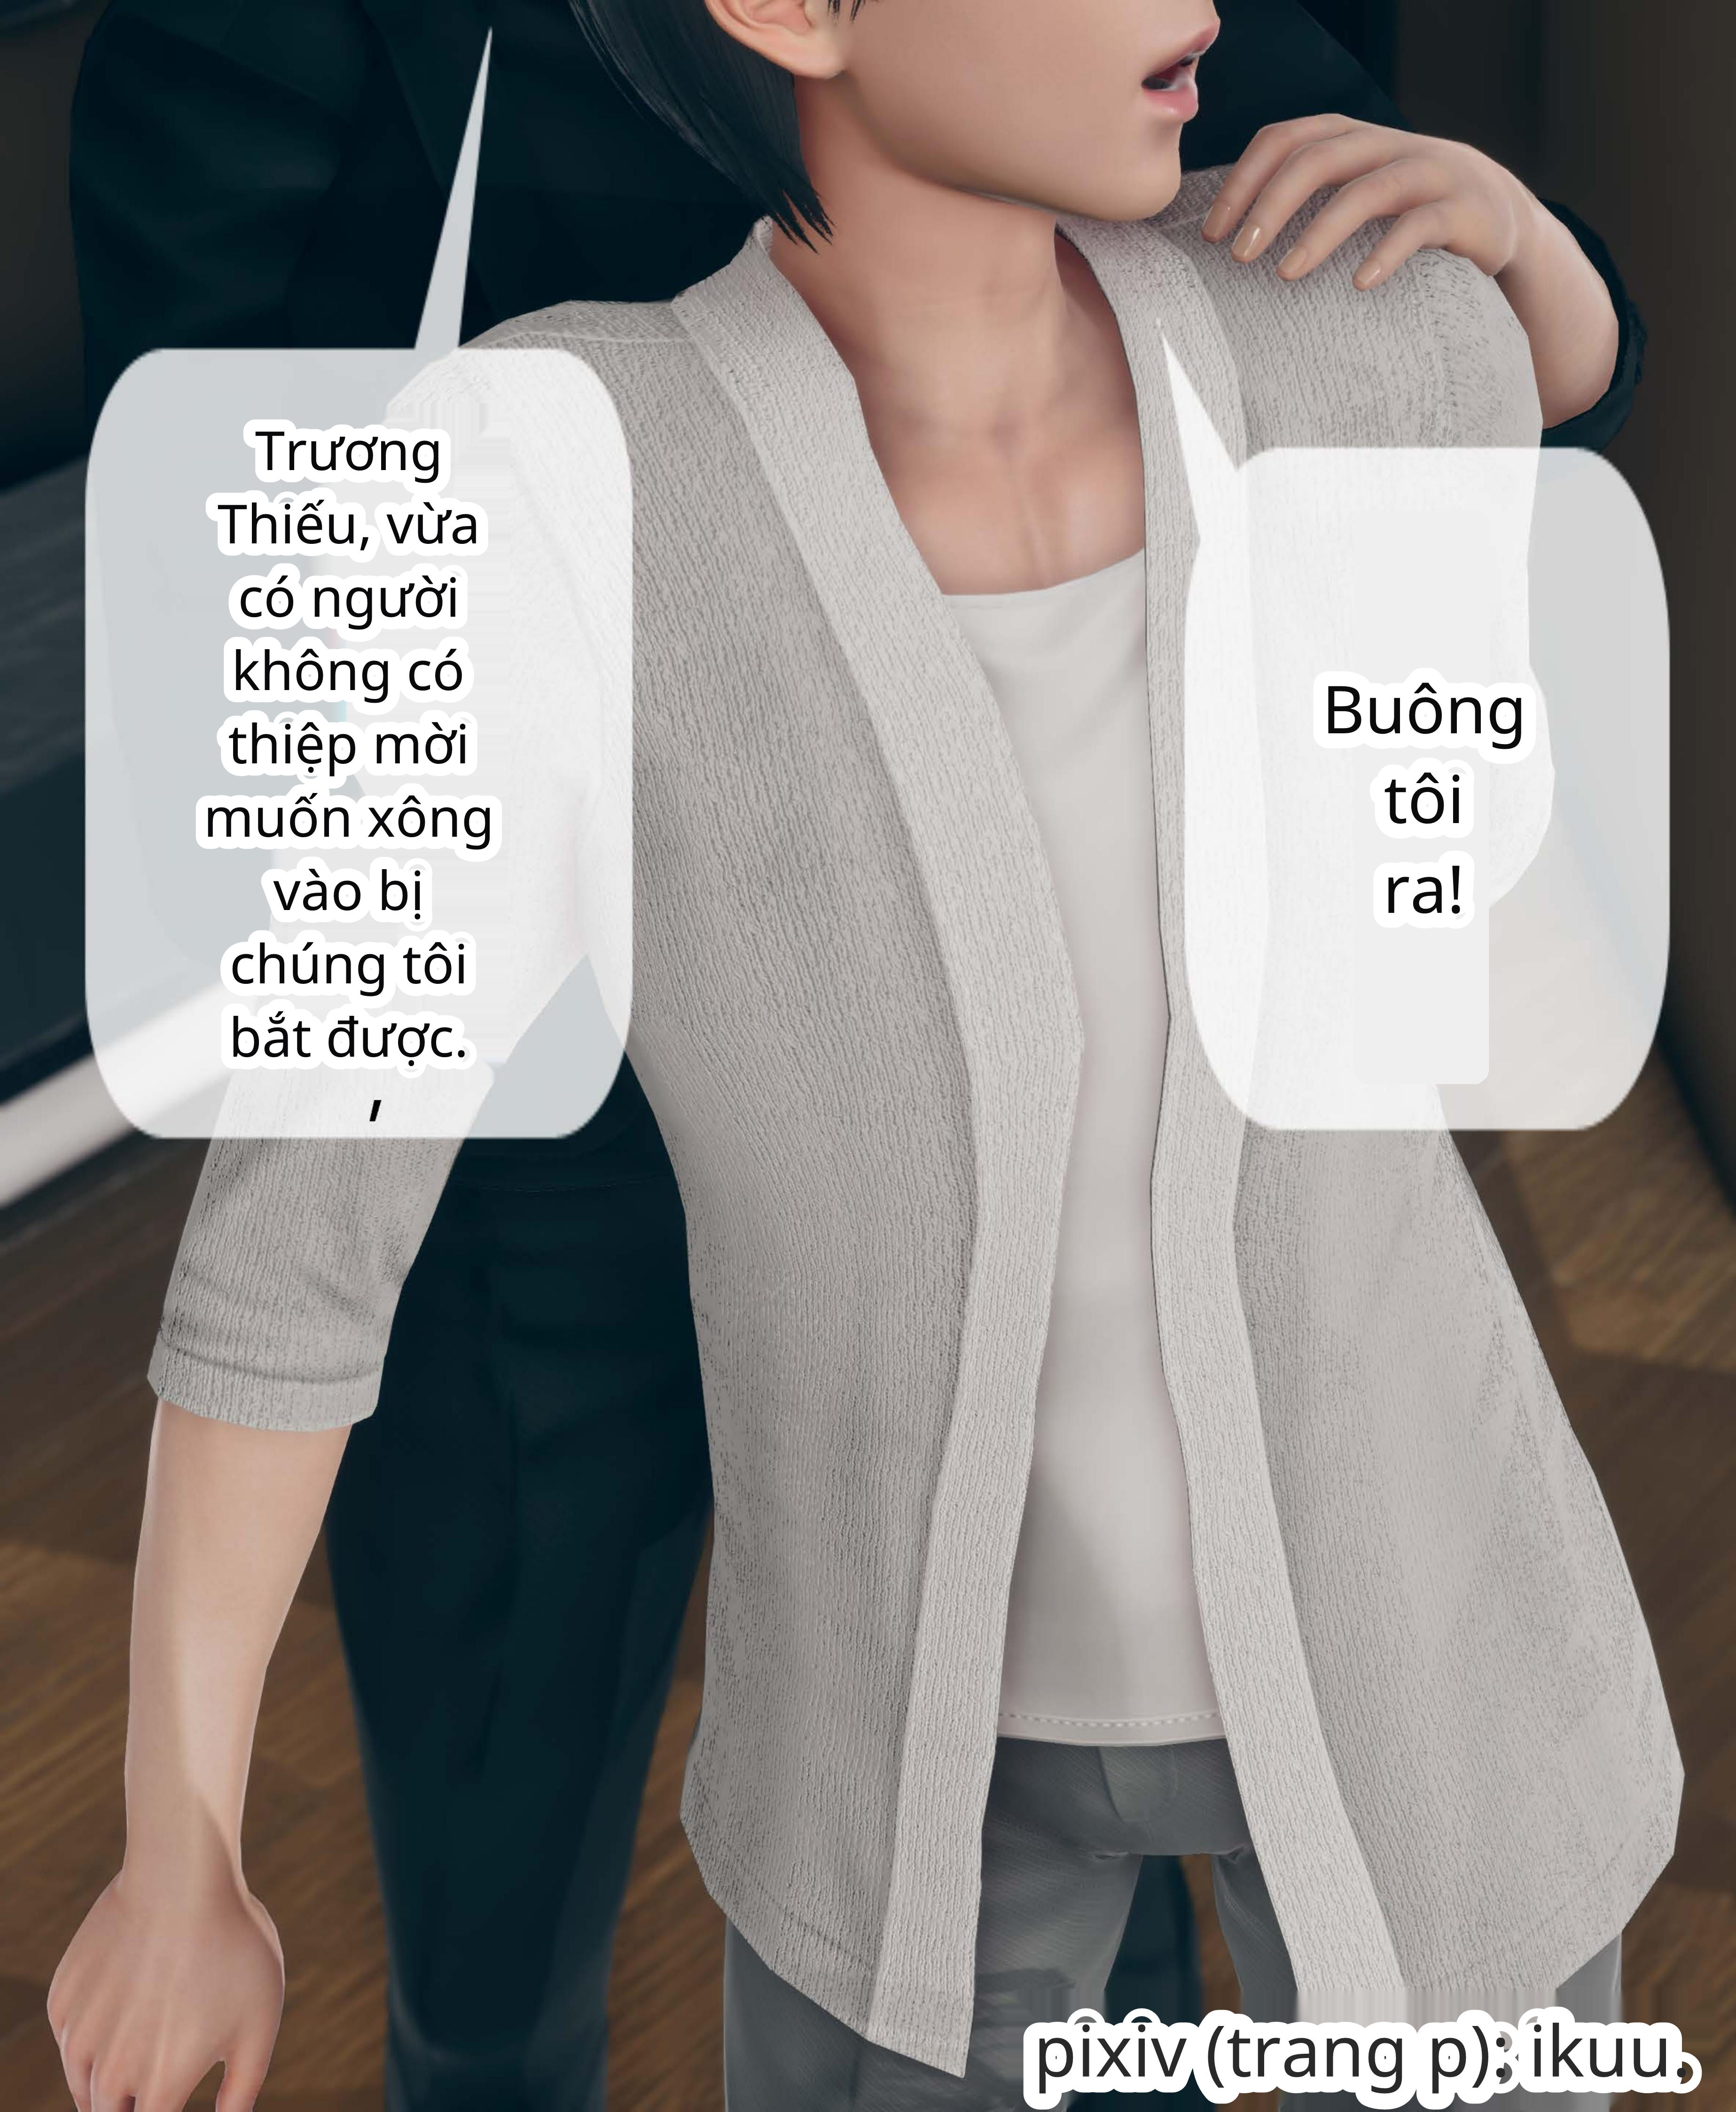 Trương
Thiếu, vừa
có người
không có
thiệp mời
muốn xông
vào bị
chúng tôi
bắt được.
,
Buông
tôi
ra!
pixiv (trang p): ikuu.